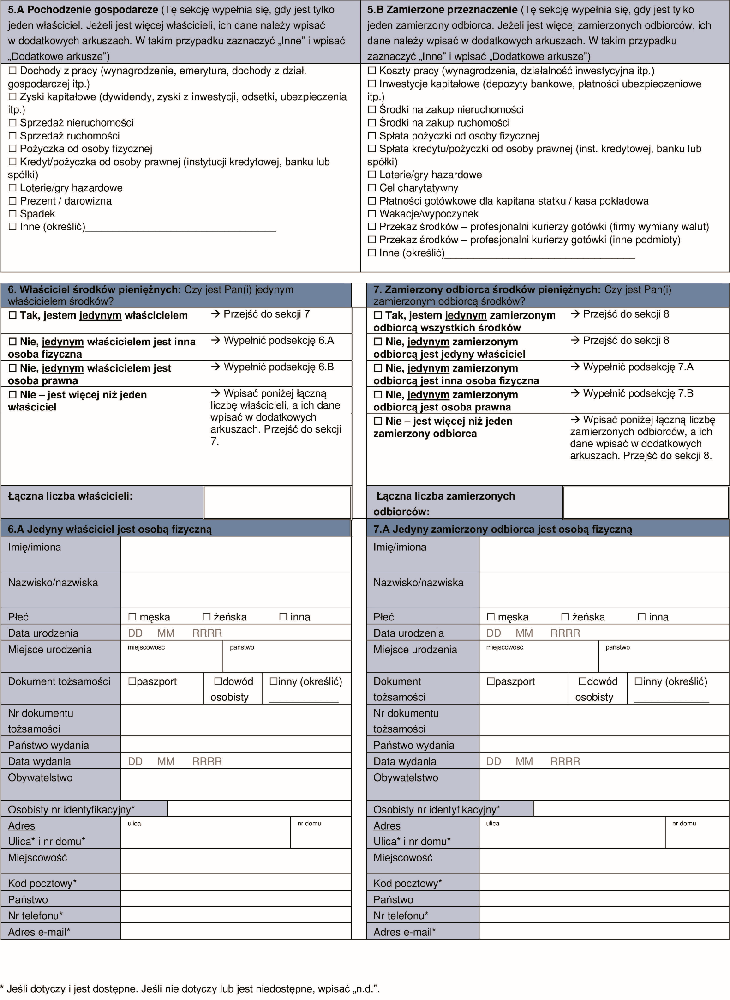 5.A Pochodzenie gospodarcze (Tę sekcję wypełnia się, gdy jest tylko
jeden właściciel. Jeżeli jest więcej właścicieli, ich dane należy wpisać
w dodatkowych arkuszach. W takim przypadku zaznaczyć „Inne” i wpisać
„Dodatkowe arkusze”)
☐ Dochody z pracy (wynagrodzenie, emerytura, dochody z dział.
gospodarczej itp.)
☐ Zyski kapitałowe (dywidendy, zyski z inwestycji, odsetki, ubezpieczenia
itp.)
☐ Sprzedaż nieruchomości
☐ Sprzedaż ruchomości
☐ Pożyczka od osoby fizycznej
☐ Kredyt/pożyczka od osoby prawnej (instytucji kredytowej, banku lub
spółki)
☐ Loterie/gry hazardowe
☐ Prezent / darowizna
☐ Spadek
☐ Inne (określić)_________________________________
5.B Zamierzone przeznaczenie (Tę sekcję wypełnia się, gdy jest tylko
jeden zamierzony odbiorca. Jeżeli jest więcej zamierzonych odbiorców, ich
dane należy wpisać w dodatkowych arkuszach. W takim przypadku
zaznaczyć „Inne” i wpisać „Dodatkowe arkusze”)
☐ Koszty pracy (wynagrodzenia, działalność inwestycyjna itp.)
☐ Inwestycje kapitałowe (depozyty bankowe, płatności ubezpieczeniowe
itp.)
☐ Środki na zakup nieruchomości
☐ Środki na zakup ruchomości
☐ Spłata pożyczki od osoby fizycznej
☐ Spłata kredytu/pożyczki od osoby prawnej (inst. kredytowej, banku lub
spółki)
☐ Loterie/gry hazardowe
☐ Cel charytatywny
☐ Płatności gotówkowe dla kapitana statku / kasa pokładowa
☐ Wakacje/wypoczynek
☐ Przekaz środków – profesjonalni kurierzy gotówki (firmy wymiany walut)
☐ Przekaz środków – profesjonalni kurierzy gotówki (inne podmioty)
☐ Inne (określić)_________________________________
6. Właściciel środków pieniężnych: Czy jest Pan(i) jedynym
właścicielem środków?
☐ Tak, jestem jedynym właścicielem
→ Przejść do sekcji 7
☐ Nie, jedynym właścicielem jest inna
osoba fizyczna
→ Wypełnić podsekcję 6.A
☐ Nie, jedynym właścicielem jest
osoba prawna
→ Wypełnić podsekcję 6.B
☐ Nie – jest więcej niż jeden
właściciel
→ Wpisać poniżej łączną
liczbę właścicieli, a ich dane
wpisać w dodatkowych
arkuszach. Przejść do sekcji
7.
Łączna liczba właścicieli:
7. Zamierzony odbiorca środków pieniężnych: Czy jest Pan(i)
zamierzonym odbiorcą środków?
☐ Tak, jestem jedynym zamierzonym
odbiorcą wszystkich środków
→ Przejść do sekcji 8
☐ Nie, jedynym zamierzonym
odbiorcą jest jedyny właściciel
→ Przejść do sekcji 8
☐ Nie, jedynym zamierzonym
odbiorcą jest inna osoba fizyczna
→ Wypełnić podsekcję 7.A
☐ Nie, jedynym zamierzonym
odbiorcą jest osoba prawna
→ Wypełnić podsekcję 7.B
☐ Nie – jest więcej niż jeden
zamierzony odbiorca
→ Wpisać poniżej łączną liczbę
zamierzonych odbiorców, a ich
dane wpisać w dodatkowych
arkuszach. Przejść do sekcji 8.
Łączna liczba zamierzonych
odbiorców:
6.A Jedyny właściciel jest osobą fizyczną
Imię/imiona
Nazwisko/nazwiska
Płeć ☐ męska ☐ żeńska ☐ inna
Data urodzenia DD MM RRRR
Miejsce urodzenia miejscowość państwo
Dokument tożsamości ☐paszport ☐dowód ☐inny (określić)
osobisty ____________
Nr dokumentu
tożsamości
Państwo wydania
Data wydania DD MM RRRR
Obywatelstwo
Osobisty nr identyfikacyjny*
Adres ulica nr domu
Ulica* i nr domu*
Miejscowość
Kod pocztowy*
Państwo
Nr telefonu*
Adres e-mail*
7.A Jedyny zamierzony odbiorca jest osobą fizyczną
Imię/imiona
Nazwisko/nazwiska
Płeć ☐ męska ☐ żeńska ☐ inna
Data urodzenia DD MM RRRR
Miejsce urodzenia miejscowość państwo
Dokument ☐paszport ☐dowód ☐inny (określić)
tożsamości osobisty _____________
Nr dokumentu
tożsamości
Państwo wydania
Data wydania DD MM RRRR
Obywatelstwo
Osobisty nr identyfikacyjny*
Adres ulica nr domu
Ulica* i nr domu*
Miejscowość
Kod pocztowy*
Państwo
Nr telefonu*
Adres e-mail*
* Jeśli dotyczy i jest dostępne. Jeśli nie dotyczy lub jest niedostępne, wpisać „n.d.”.